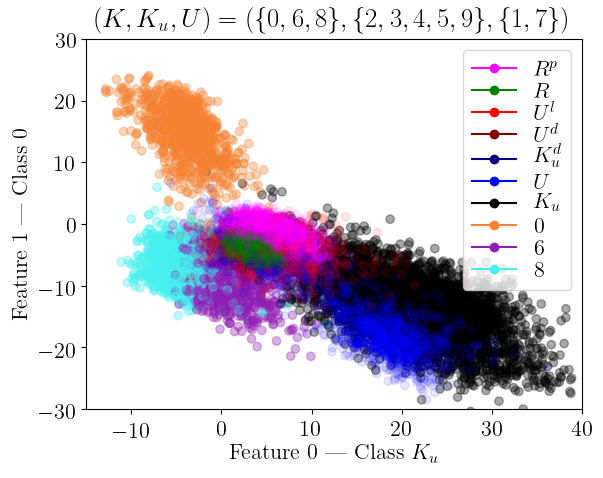 (K, K_u, U) = ({0, 6, 8}, {2, 3, 4, 5, 9}, {1, 7})
30
20
10
0
−10
−20
−30
Feature 1 — Class 0
R^p
R
U^l
U^d
K_u^d
U
K_u
0
6
8
−10
0
10
20
30
40
Feature 0 — Class K_u